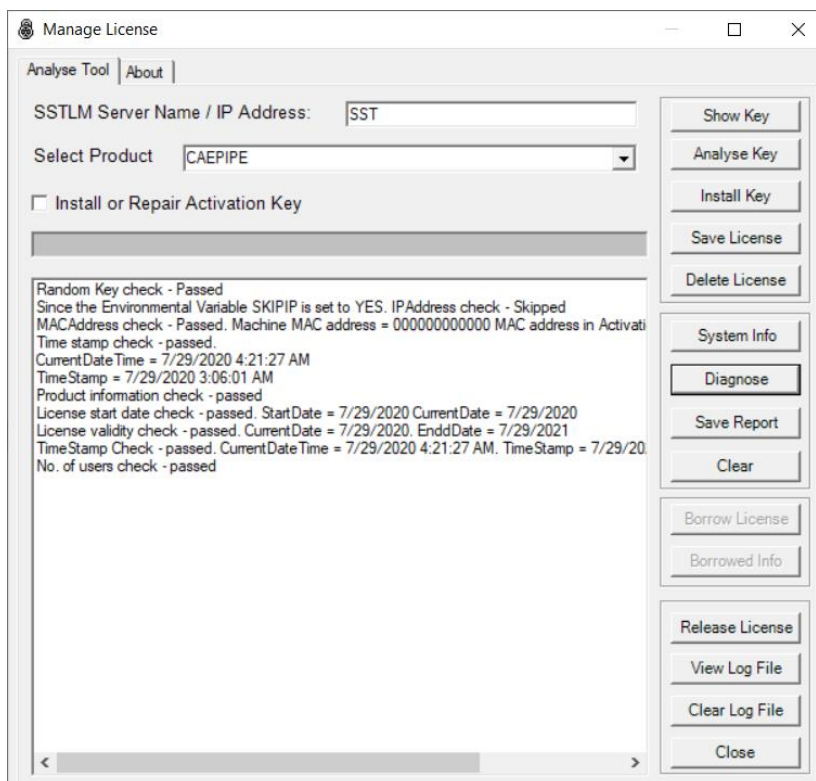 Manage License
Analyse Tool
About
SSTLM Server Name / IP Address:
SST
Select Product
CAEPIPE
Install or Repair Activation Key
Random Key check - Passed
Since the Environmental Variable SKIPIP is set to YES. IPAddress check - Skipped
MACAddress check - Passed. Machine MAC address = 000000000000 MAC address in Activati
Time stamp check - passed.
CurrentDateTime = 7/29/2020 4:21:27 AM
TimeStamp = 7/29/2020 3:06:01 AM
Product information check - passed
License start date check - passed. StartDate = 7/29/2020 CurrentDate = 7/29/2020
License validity check - passed. CurrentDate = 7/29/2020. EnddDate = 7/29/2021
TimeStamp Check - passed. CurrentDateTime = 7/29/2020 4:21:27 AM. TimeStamp = 7/29/20
No. of users check - passed
Show Key
Analyse Key
Install Key
Save License
Delete License
System Info
Diagnose
Save Report
Clear
Borrow License
Borrowed Info
Release License
View Log File
Clear Log File
Close